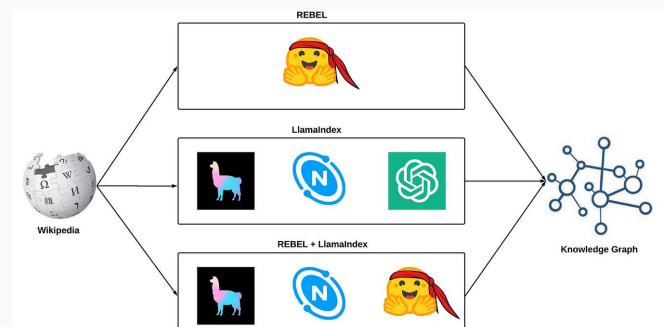 REBEL
LlamaIndex
N
Wikipedia
Knowledge Graph
REBEL + LlamaIndex
N